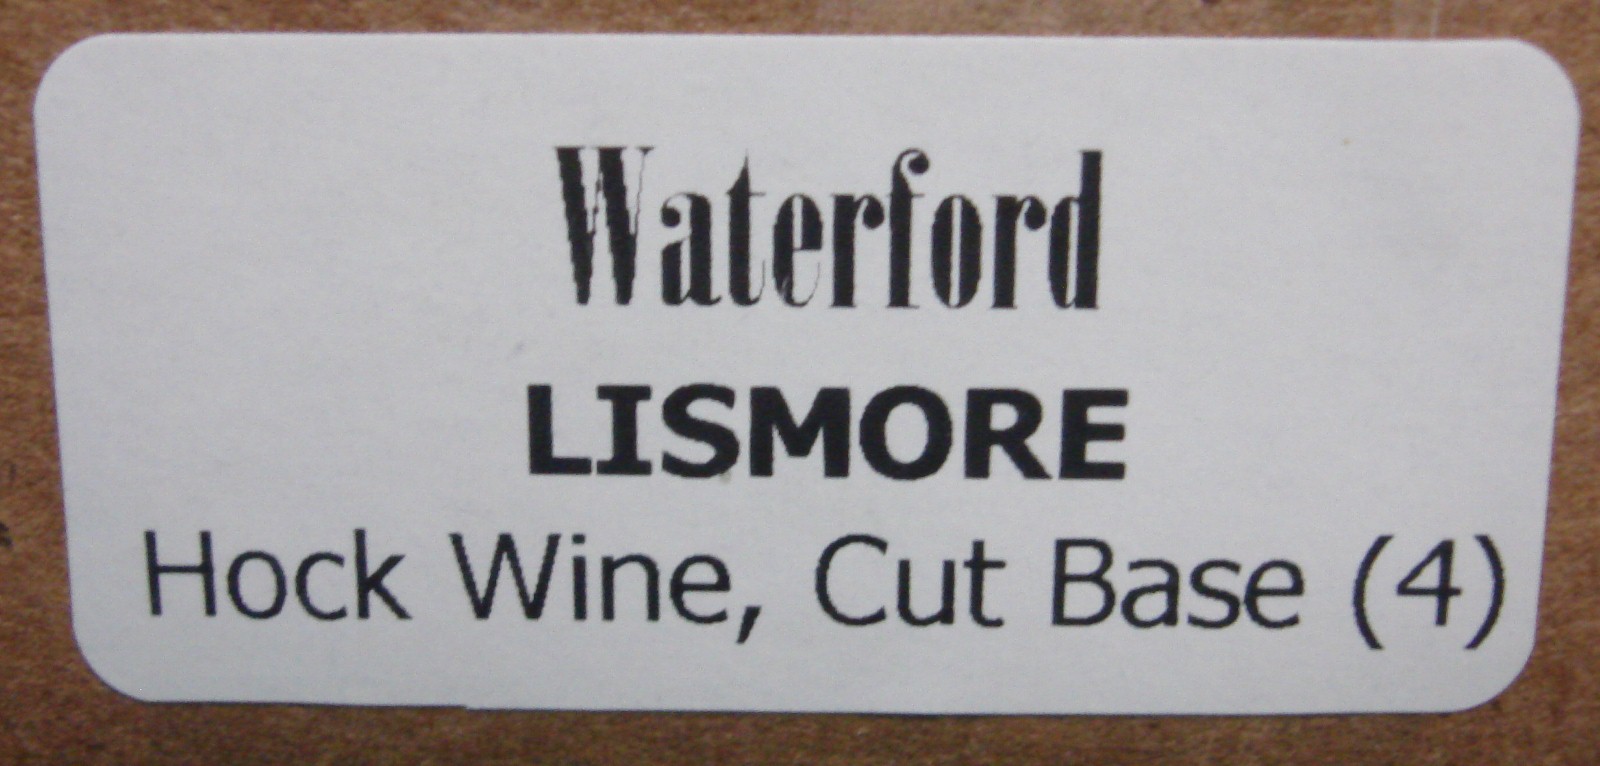 Waterford
LISMORE
Hock Wine, Cut Base (4)